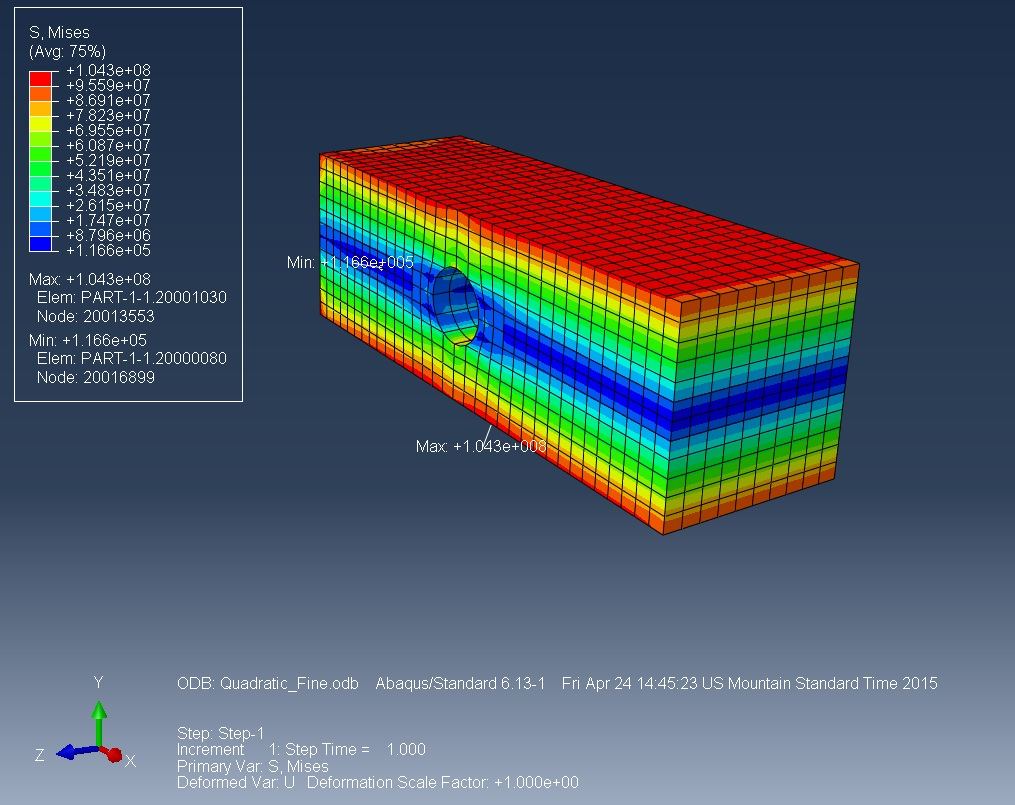 S, Mises
(Avg: 75%)
+1.043e+08
+9.559e+07
+8.691e+07
+7.823e+07
+6.955e+07
+6.087e+07
+5.219e+07
+4.351e+07
+3.483e+07
+2.615e+07
+1.747e+07
+8.796e+06
+1.166e+05
Max: +1.043e+08
Elem: PART-1-1.20001030
Node: 20013553
Min: +1.166e+05
Elem: PART-1-1.20000080
Node: 20016899
Min: +1.166e+005
Max: +1.043e+008
Y
Z
X
ODB: Quadratic_Fine.odb Abaqus/Standard 6.13-1 Fri Apr 24 14:45:23 US Mountain Standard Time 2015
Step: Step-1
Increment 1: Step Time = 1.000
Primary Var: S, Mises
Deformed Var: U Deformation Scale Factor: +1.000e+00